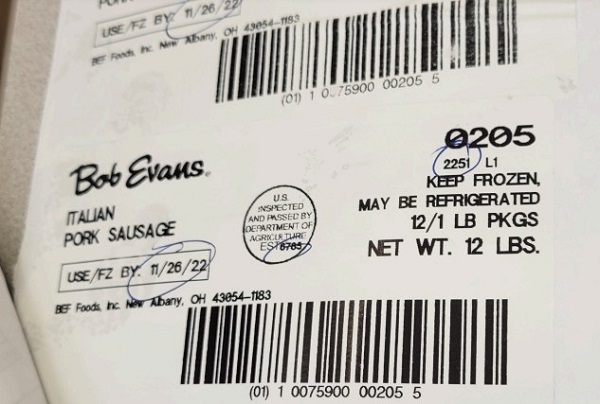 USE/FZ BY: 11/26/22
BEF Foods, Inc. New Albany, OH 43054-1183
(01) 1 0075900 00205 5
Bob Evans.
ITALIAN
PORK SAUSAGE
USE/FZ BY: 11/26/22
BEF Foods, Inc. New Albany, OH 43054-1183
U.S.
INSPECTED
AND PASSED BY
DEPARTMENT OF
AGRICULTURE
EST. 8785
0205
2251 L1
KEEP FROZEN,
MAY BE REFRIGERATED
12/1 LB PKGS
NET WT. 12 LBS.
(01) 1 0075900 00205 5